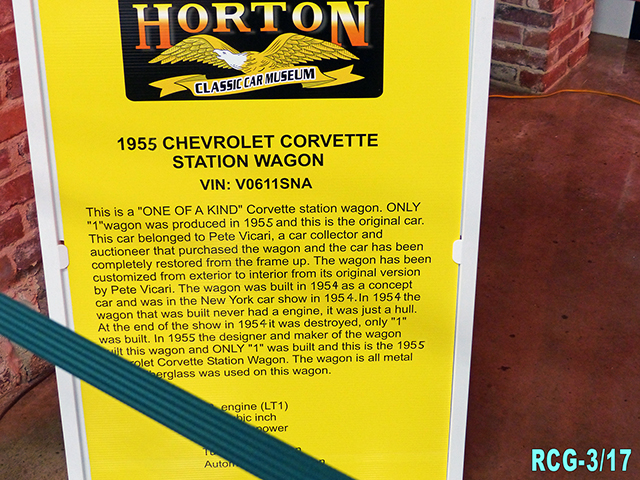 HORTON
CLASSIC CAR MUSEUM
1955 CHEVROLET CORVETTE
STATION WAGON
VIN: V0611SNA
This is a "ONE OF A KIND" Corvette station wagon. ONLY
"1"wagon was produced in 1955 and this is the original car.
This car belonged to Pete Vicari, a car collector and
auctioneer that purchased the wagon and the car has been
completely restored from the frame up. The wagon has been
customized from exterior to interior from its original version
by Pete Vicari. The wagon was built in 1954 as a concept
car and was in the New York car show in 1954. In 1954 the
wagon that was built never had a engine, it was just a hull.
At the end of the show in 1954 it was destroyed, only "1"
was built. In 1955 the designer and maker of the wagon
this wagon and ONLY "1" was built and this is the 1955
Corvette Station Wagon. The wagon is all metal
was used on this wagon.
engine (LT1)
inch
RCG-3/17